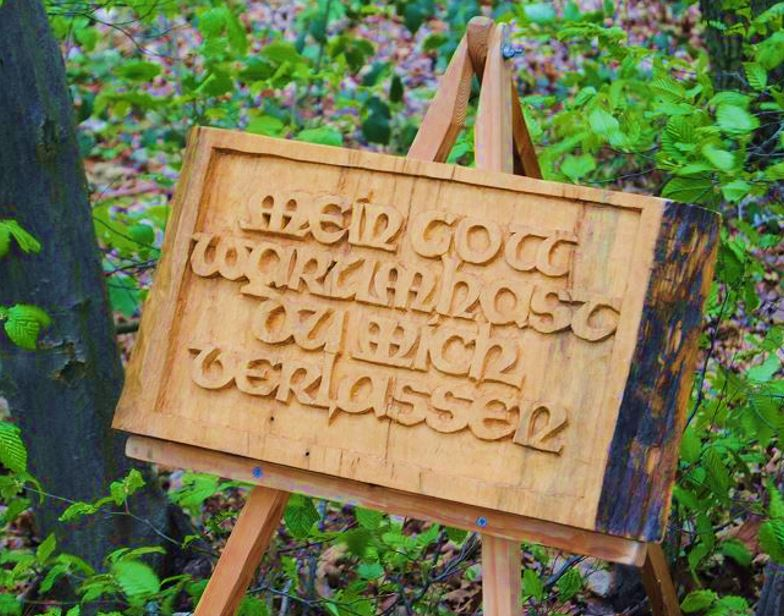 MEIN GOTT
WARUM HAST
DU MICH
VERLASSEN